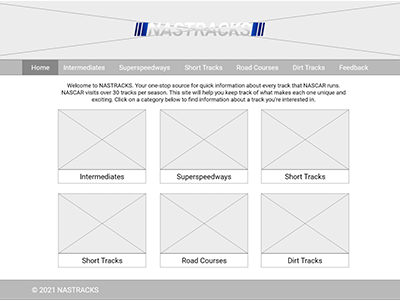 NASTRACKS
Home Intermediates Superspeedways Short Tracks Road Courses Dirt Tracks Feedback
Welcome to NASTRACKS. Your one-stop source for quick information about every track that NASCAR runs.
NASCAR visits over 30 tracks per season. This site will help you keep track of what makes each one unique and
exciting. Click on a category below to find information about a track you're interested in.
Intermediates Superspeedways Short Tracks
Short Tracks Road Courses Dirt Tracks
© 2021 NASTRACKS